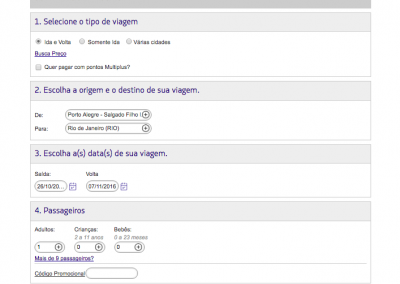 1. Selecione o tipo de viagem
Ida e Volta Somente Ida Várias cidades
Busca Preço
Quer pagar com pontos Multiplus?
2. Escolha a origem e o destino de sua viagem.
De: Porto Alegre - Salgado Filho
Para: Rio de Janeiro (RIO)
3. Escolha a(s) data(s) de sua viagem.
Saída: Volta
26/10/20... 07/11/2016
4. Passageiros
Adultos: Crianças: Bebês:
2 a 11 anos 0 a 23 meses
1 0 0
Mais de 9 passageiros?
Código Promocional